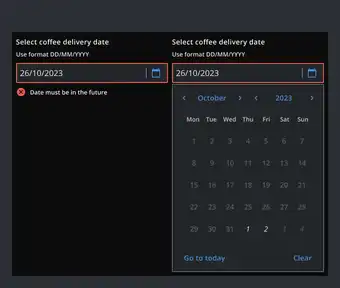 Select coffee delivery date
Use format DD/MM/YYYY
26/10/2023
Date must be in the future
Select coffee delivery date
Use format DD/MM/YYYY
26/10/2023
October 2023
Mon Tue Wed Thu Fri Sat Sun
1 2 3 4 5 6 7
8 9 10 11 12 13 14
15 16 17 18 19 20 21
22 23 24 25 26 27 28
29 30 31 1 2 3 4
Go to today Clear